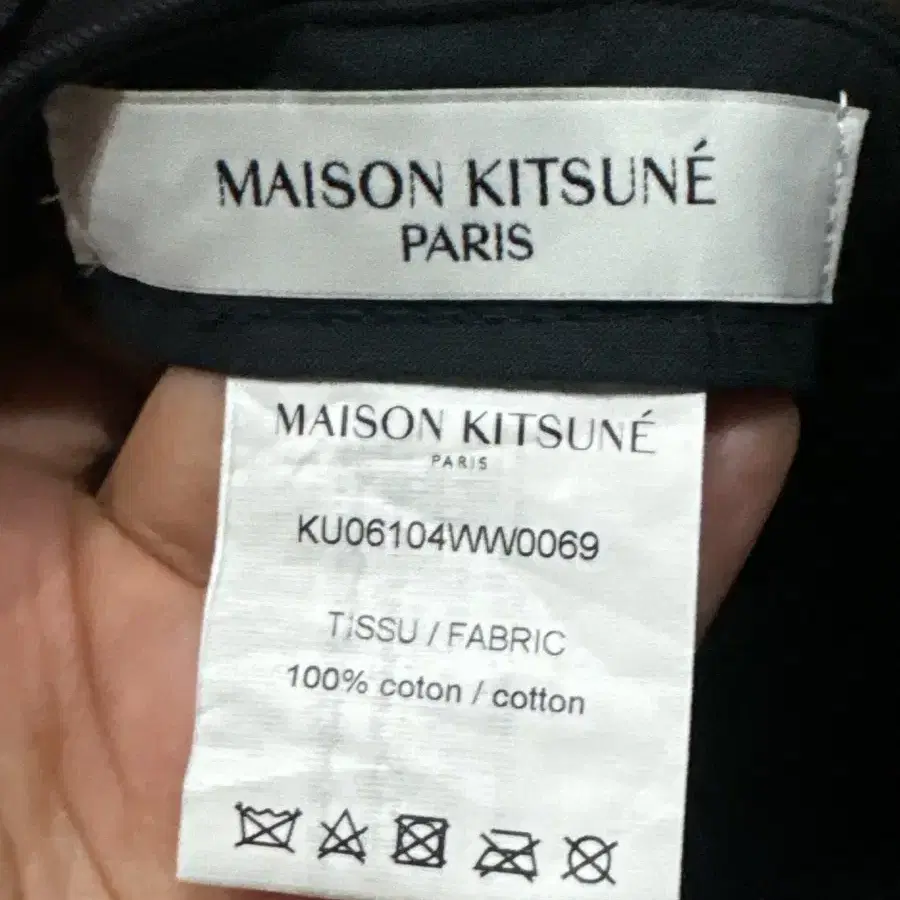 MAISON KITSUNÉ
PARIS
MAISON KITSUNÉ
PARIS
KU06104WW0069
TISSU / FABRIC
100% coton / cotton